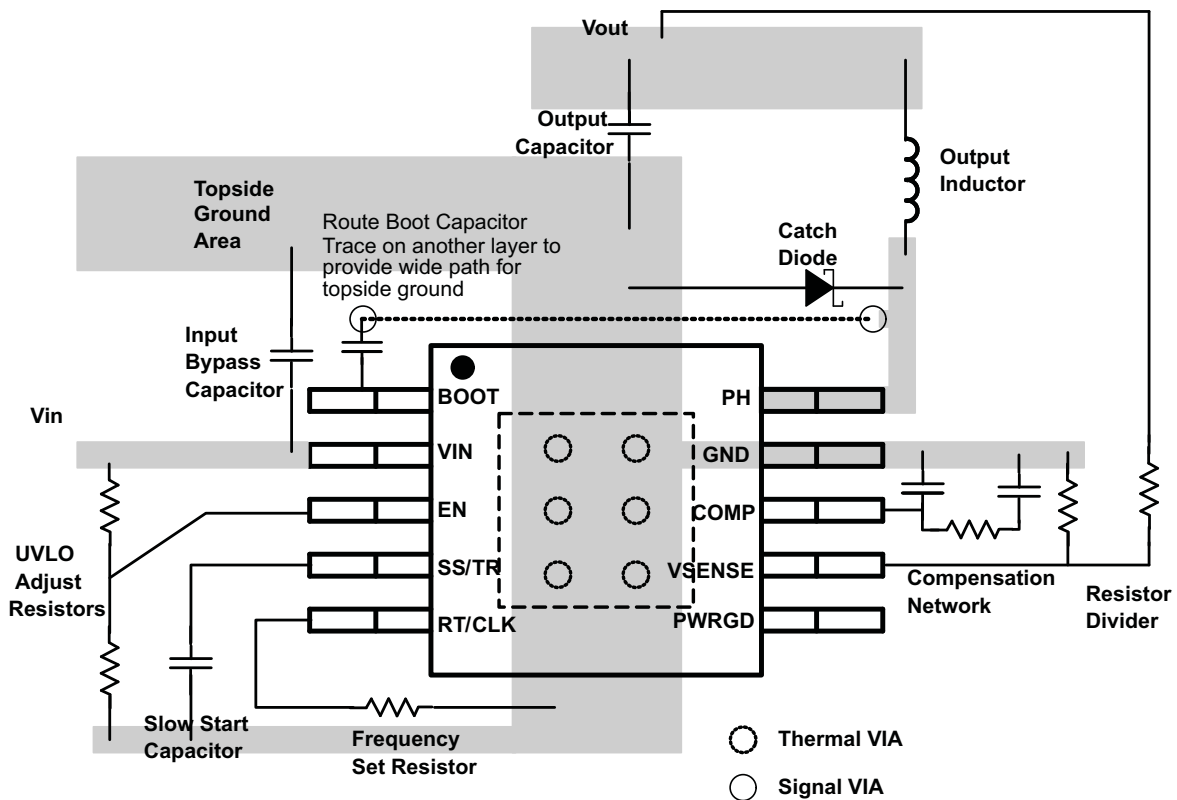 Vout
Output
Capacitor
Output
Inductor
Topside
Ground
Area
Route Boot Capacitor
Trace on another layer to
provide wide path for
topside ground
Catch
Diode
Input
Bypass
Capacitor
Vin
BOOT
VIN
EN
SS/TR
RT/CLK
PH
GND
COMP
VSENSE
PWRGD
UVLO
Adjust
Resistors
Compensation
Network
Resistor
Divider
Slow Start
Capacitor
Frequency
Set Resistor
Thermal VIA
Signal VIA